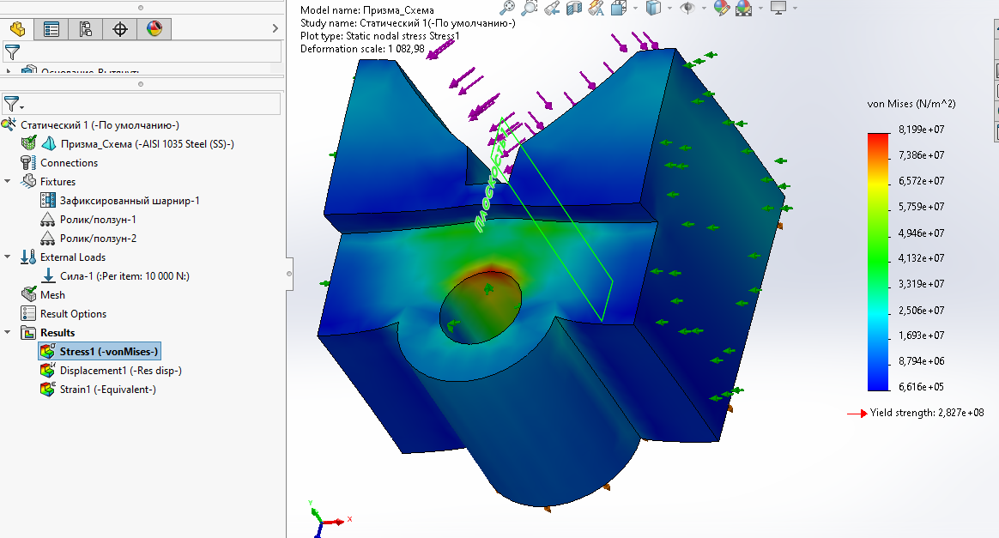 Model name: Призма_Схема
Study name: Статический 1(-По умолчанию-)
Plot type: Static nodal stress Stress1
Deformation scale: 1 082,98
Статический 1 (-По умолчанию-)
Призма_Схема (-AISI 1035 Steel (SS)-)
Connections
Fixtures
Зафиксированный шарнир-1
Ролик/ползун-1
Ролик/ползун-2
External Loads
Сила-1 (:Per item: 10 000 N:)
Mesh
Result Options
Results
Stress1 (-vonMises-)
Displacement1 (-Res disp-)
Strain1 (-Equivalent-)
von Mises (N/m^2)
8,199e+07
7,386e+07
6,572e+07
5,759e+07
4,946e+07
4,132e+07
3,319e+07
2,506e+07
1,693e+07
8,794e+06
6,616e+05
Yield strength: 2,827e+08
Y
X